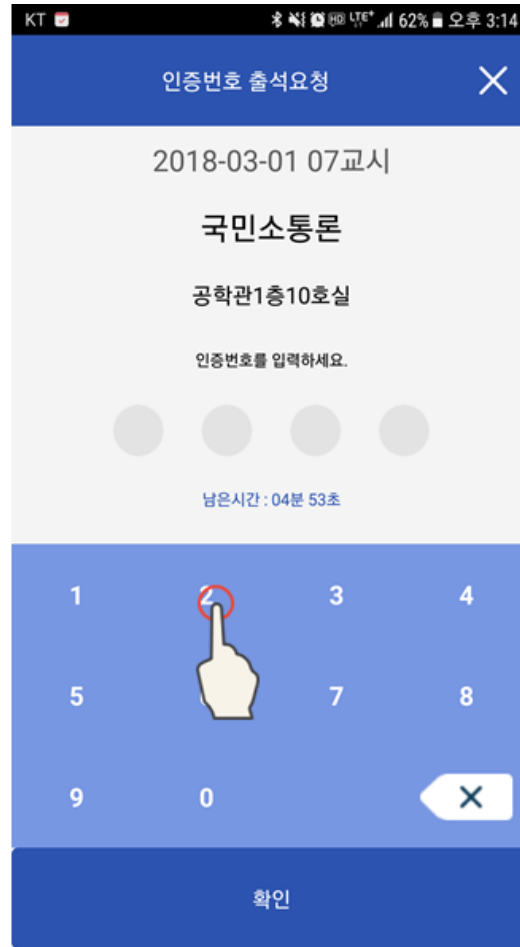 KT HD LTE+ 62% 오후 3:14
인증번호 출석요청
2018-03-01 07교시
국민소통론
공학관1층10호실
인증번호를 입력하세요.
남은시간 : 04분 53초
1 2 3 4
5 7 8
9 0
확인